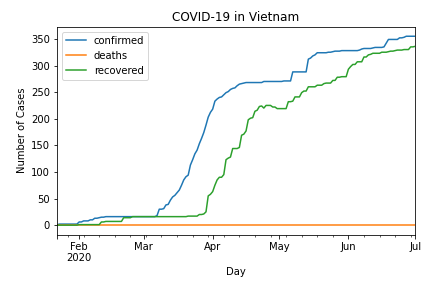 COVID-19 in Vietnam
confirmed
deaths
recovered
Number of Cases
350
300
250
200
150
100
50
0
Feb Mar Apr May Jun Jul
2020
Day